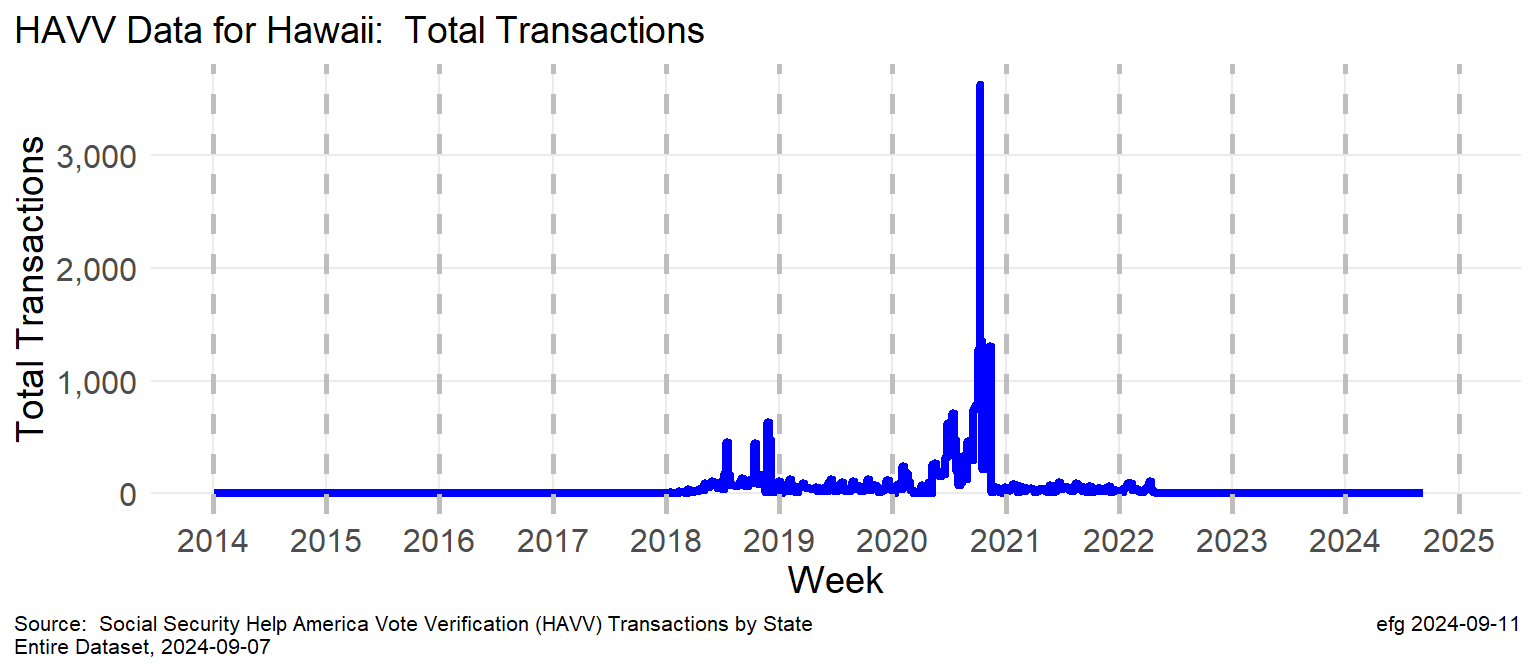 HAVV Data for Hawaii:  Total Transactions
Total Transactions
3,000
2,000
1,000
0
2014 2015 2016 2017 2018 2019 2020 2021 2022 2023 2024 2025
Week
Source:  Social Security Help America Vote Verification (HAVV) Transactions by State
Entire Dataset, 2024-09-07
efg 2024-09-11